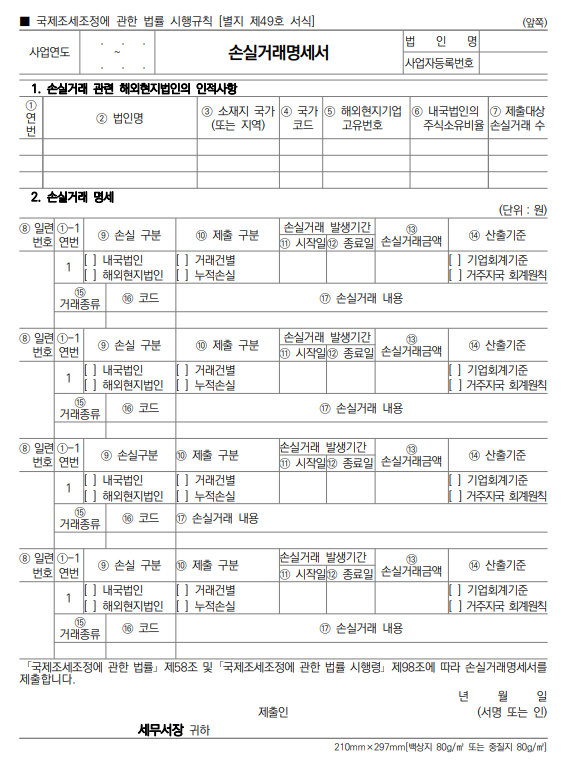 ■ 국제조세조정에 관한 법률 시행규칙 [별지 제49호 서식] (앞쪽)
사업연도 . . . ~ . . . 손실거래명세서 법 인 명
사업자등록번호
1. 손실거래 관련 해외현지법인의 인적사항
① 연번 ② 법인명 ③ 소재지 국가 (또는 지역) ④ 국가 코드 ⑤ 해외현지기업 고유번호 ⑥ 내국법인의 주식소유비율 ⑦ 제출대상 손실거래 수
2. 손실거래 명세
(단위 : 원)
⑧ 일련번호 ①-1 연번 ⑨ 손실 구분 ⑩ 제출 구분 손실거래 발생기간 ⑬ 손실거래금액 ⑭ 산출기준
⑪ 시작일 ⑫ 종료일
1 [ ] 내국법인 [ ] 거래건별 [ ] 기업회계기준
[ ] 해외현지법인 [ ] 누적손실 [ ] 거주지국 회계원칙
⑮ 거래종류 ⑯ 코드 ⑰ 손실거래 내용
⑧ 일련번호 ①-1 연번 ⑨ 손실 구분 ⑩ 제출 구분 손실거래 발생기간 ⑬ 손실거래금액 ⑭ 산출기준
⑪ 시작일 ⑫ 종료일
1 [ ] 내국법인 [ ] 거래건별 [ ] 기업회계기준
[ ] 해외현지법인 [ ] 누적손실 [ ] 거주지국 회계원칙
⑮ 거래종류 ⑯ 코드 ⑰ 손실거래 내용
⑧ 일련번호 ①-1 연번 ⑨ 손실구분 ⑩ 제출 구분 손실거래 발생기간 ⑬ 손실거래금액 ⑭ 산출기준
⑪ 시작일 ⑫ 종료일
1 [ ] 내국법인 [ ] 거래건별 [ ] 기업회계기준
[ ] 해외현지법인 [ ] 누적손실 [ ] 거주지국 회계원칙
⑮ 거래종류 ⑯ 코드 ⑰ 손실거래 내용
⑧ 일련번호 ①-1 연번 ⑨ 손실 구분 ⑩ 제출 구분 손실거래 발생기간 ⑬ 손실거래금액 ⑭ 산출기준
⑪ 시작일 ⑫ 종료일
1 [ ] 내국법인 [ ] 거래건별 [ ] 기업회계기준
[ ] 해외현지법인 [ ] 누적손실 [ ] 거주지국 회계원칙
⑮ 거래종류 ⑯ 코드 ⑰ 손실거래 내용
「국제조세조정에 관한 법률」 제58조 및 「국제조세조정에 관한 법률 시행령」 제98조에 따라 손실거래명세서를
제출합니다.
년 월 일
제출인 (서명 또는 인)
세무서장 귀하
210mm×297mm[백상지 80g/㎡ 또는 중질지 80g/㎡]